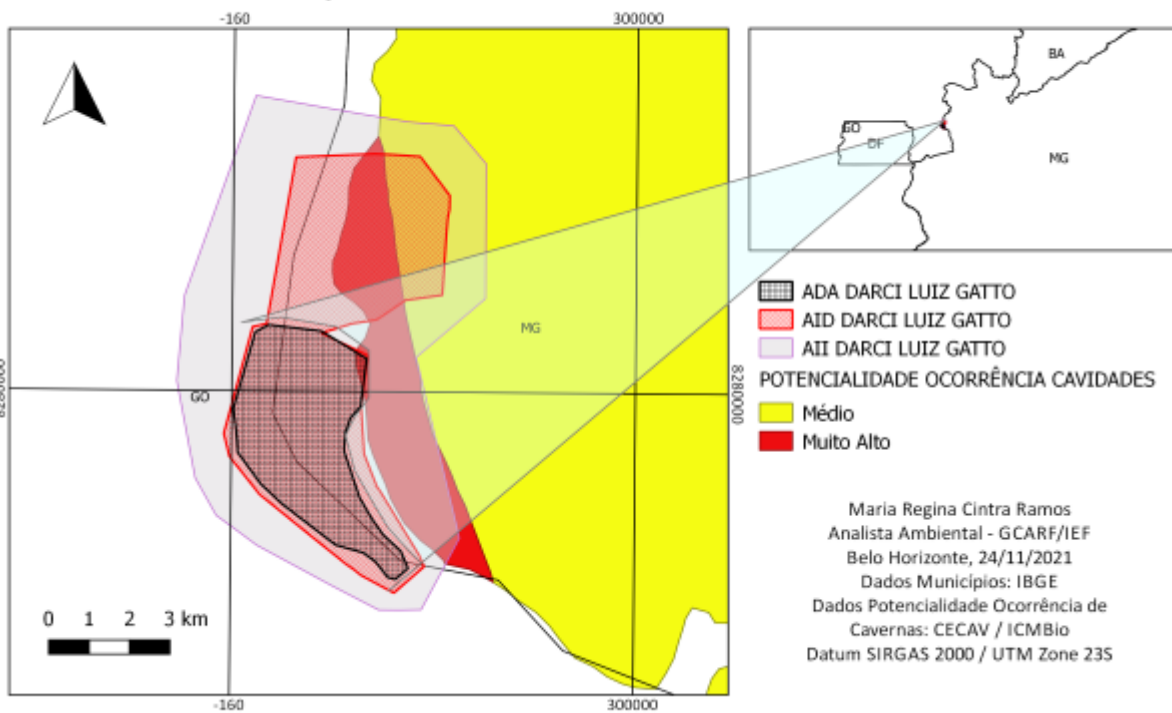 -160
300000
8280000
GO
MG
8280000
0 1 2 3 km
-160
300000
BA
GO
DF
MG
ADA DARCI LUIZ GATTO
AID DARCI LUIZ GATTO
AII DARCI LUIZ GATTO
POTENCIALIDADE OCORRÊNCIA CAVIDADES
Médio
Muito Alto
Maria Regina Cintra Ramos
Analista Ambiental - GCARF/IEF
Belo Horizonte, 24/11/2021
Dados Municípios: IBGE
Dados Potencialidade Ocorrência de
Cavernas: CECAV / ICMBio
Datum SIRGAS 2000 / UTM Zone 23S